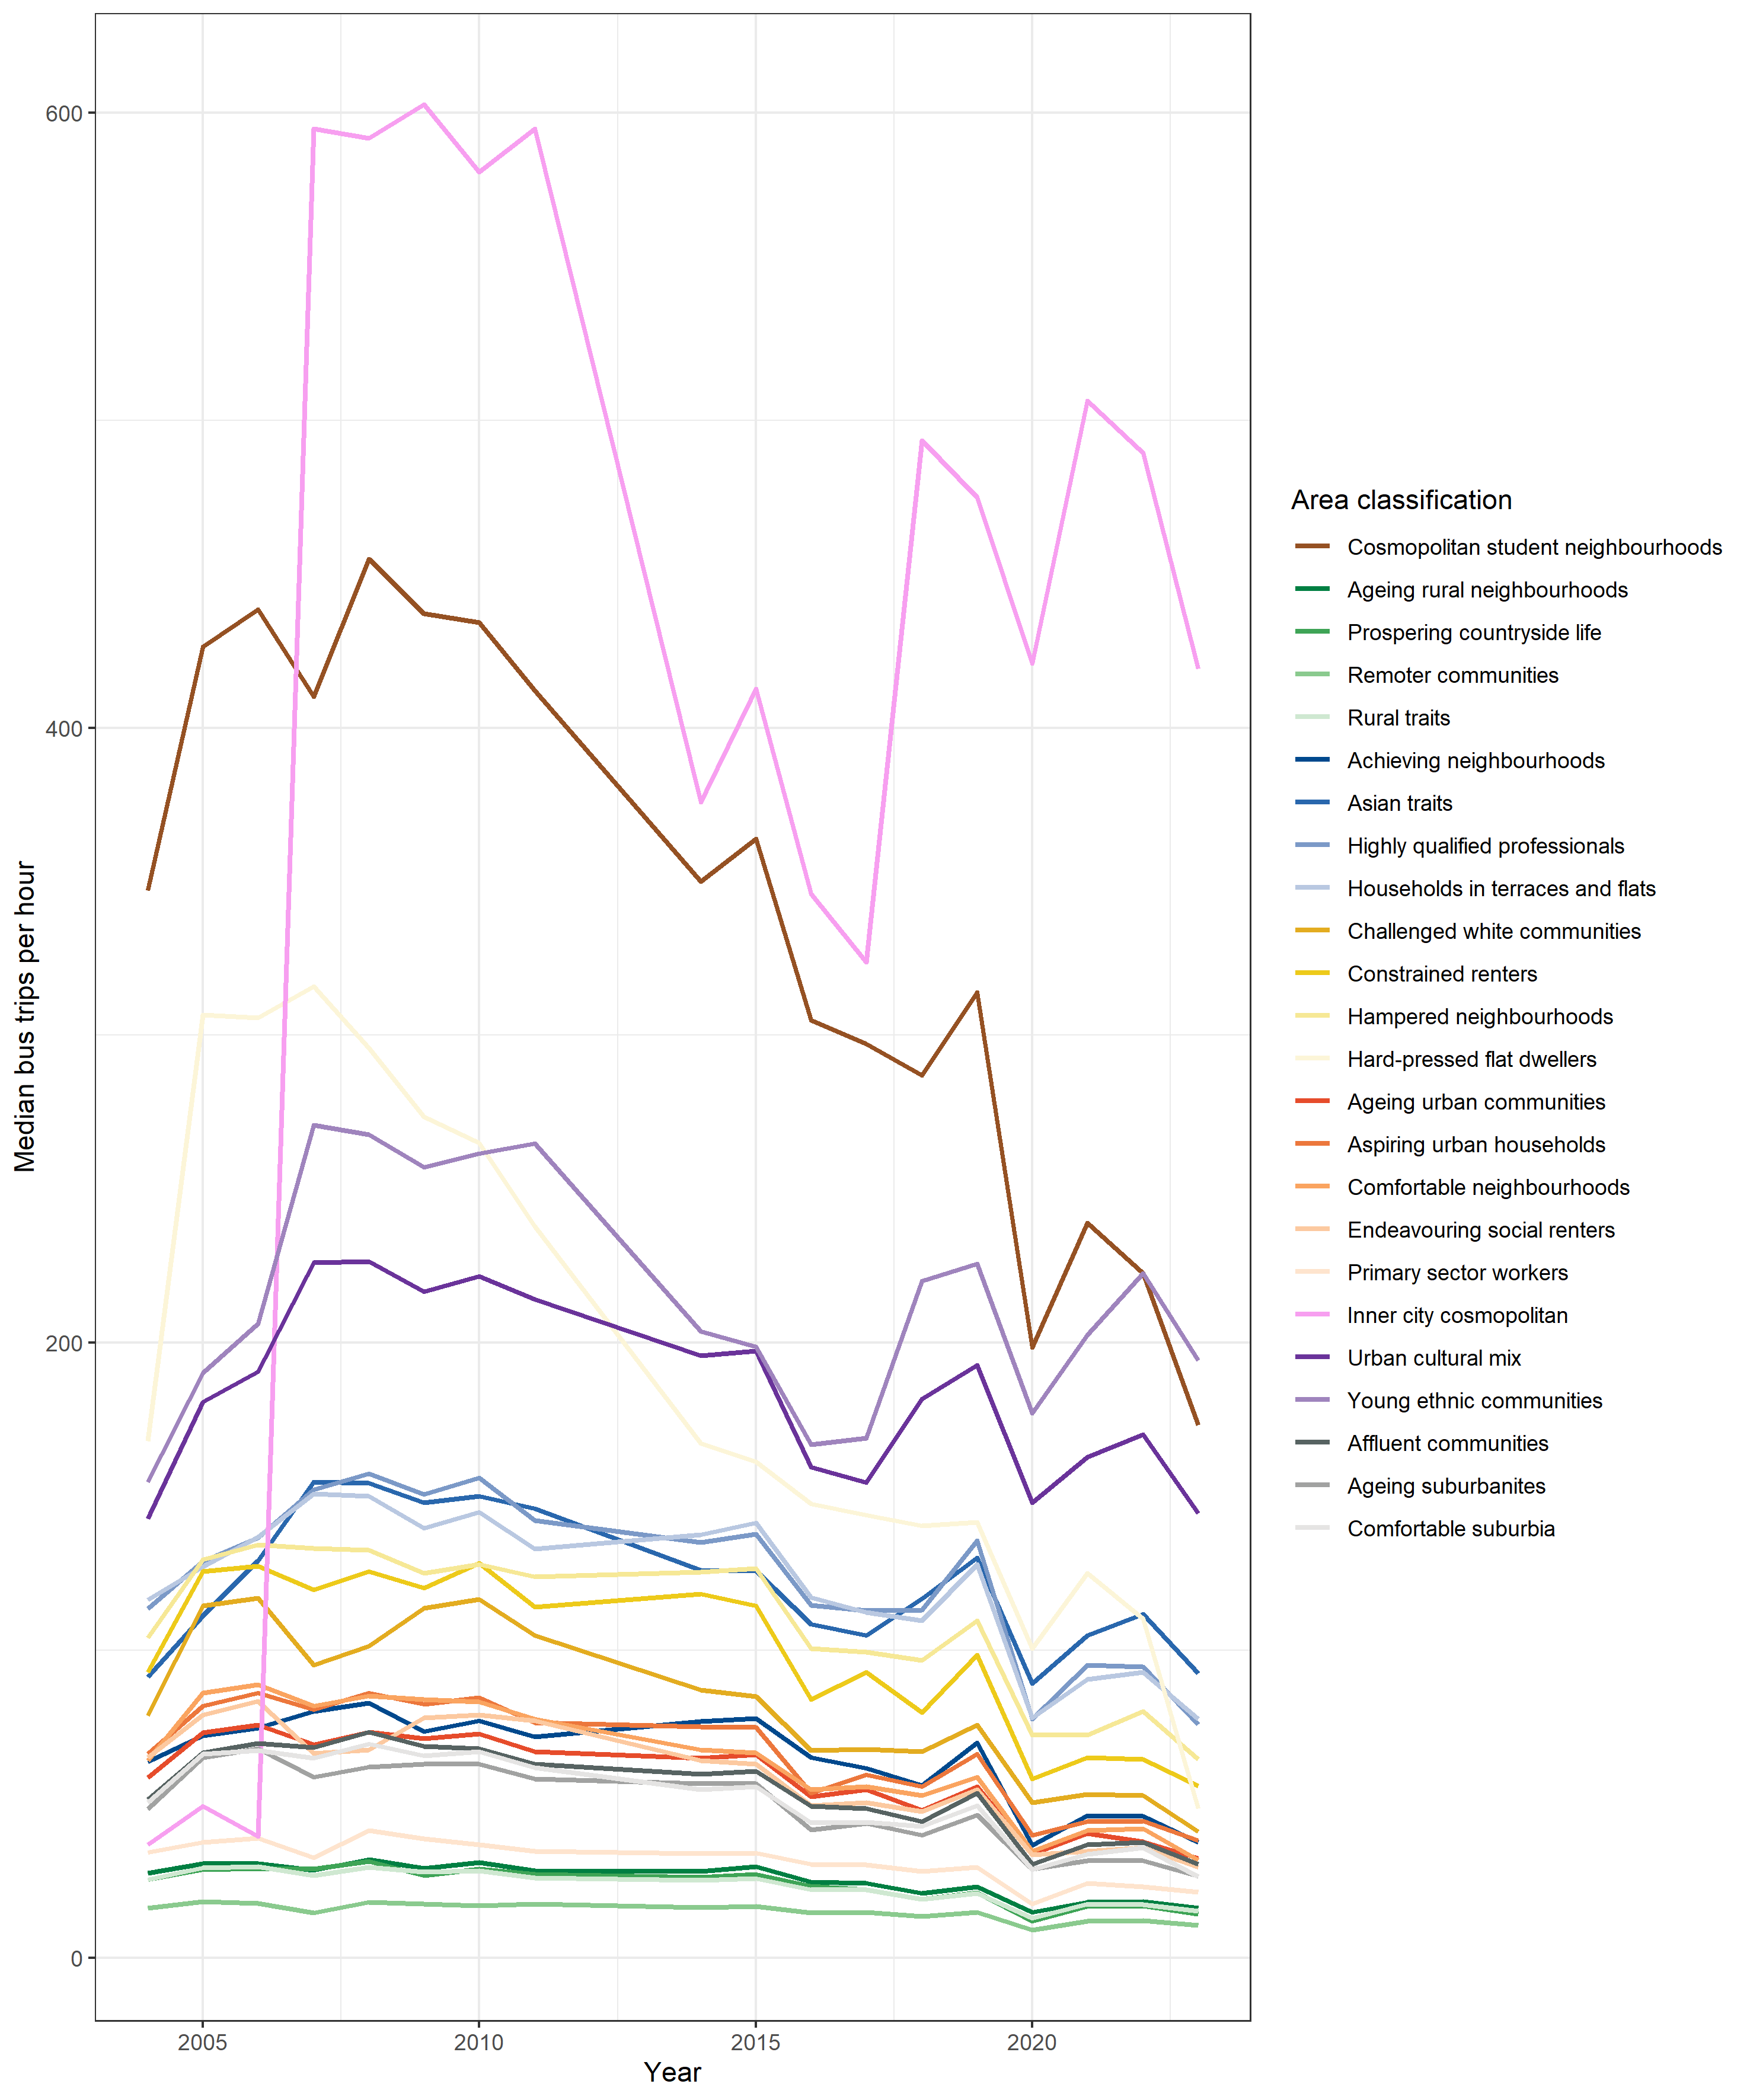 600
400
200
0
Median bus trips per hour
2005
2010
2015
2020
Year
Area classification
Cosmopolitan student neighbourhoods
Ageing rural neighbourhoods
Prospering countryside life
Remoter communities
Rural traits
Achieving neighbourhoods
Asian traits
Highly qualified professionals
Households in terraces and flats
Challenged white communities
Constrained renters
Hampered neighbourhoods
Hard-pressed flat dwellers
Ageing urban communities
Aspiring urban households
Comfortable neighbourhoods
Endeavouring social renters
Primary sector workers
Inner city cosmopolitan
Urban cultural mix
Young ethnic communities
Affluent communities
Ageing suburbanites
Comfortable suburbia